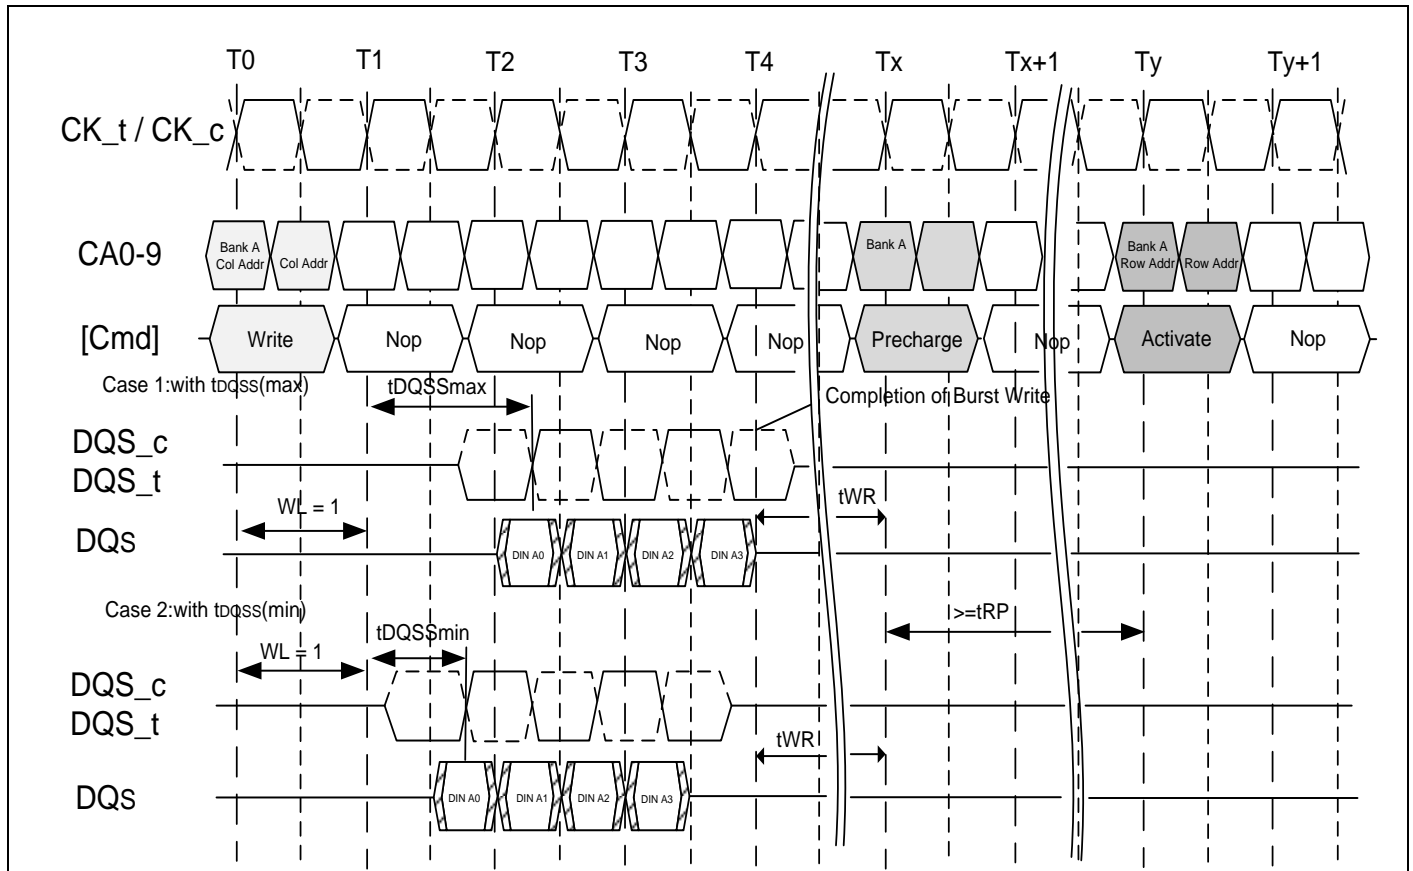 T0 T1 T2 T3 T4 Tx Tx+1 Ty Ty+1
CK_t / CK_c
CA0-9
Bank A
Col Addr
Col Addr
Bank A
Bank A
Row Addr
Row Addr
[Cmd]
Write Nop Nop Nop Nop Precharge Nop Activate Nop
Case 1:with tDQSS(max)
tDQSSmax
Completion of Burst Write
DQS_c
DQS_t
WL = 1
tWR
DQs
DIN A0 DIN A1 DIN A2 DIN A3
Case 2:with tDQSS(min)
tDQSSmin
>=tRP
WL = 1
DQS_c
DQS_t
tWR
DQs
DIN A0 DIN A1 DIN A2 DIN A3